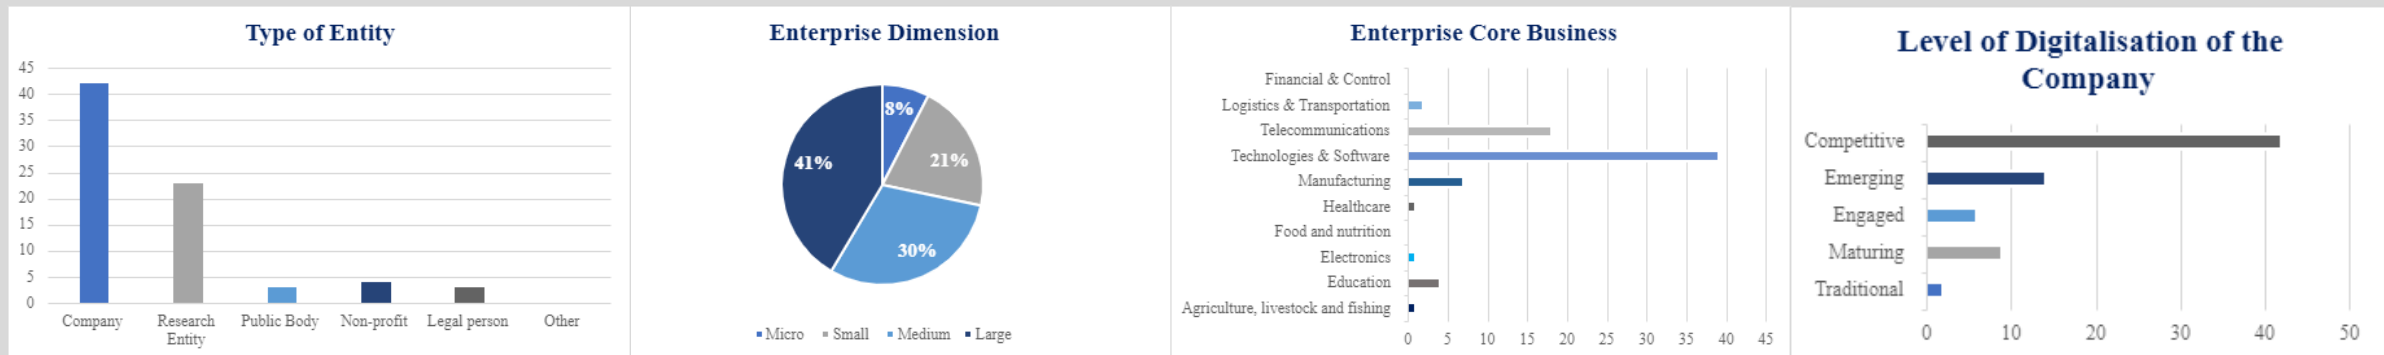 Type of Entity
45
40
35
30
25
20
15
10
5
0
Company
Research
Entity
Public Body
Non-profit
Legal person
Other
Enterprise Dimension
8%
21%
30%
41%
Micro
Small
Medium
Large
Enterprise Core Business
Financial & Control
Logistics & Transportation
Telecommunications
Technologies & Software
Manufacturing
Healthcare
Food and nutrition
Electronics
Education
Agriculture, livestock and fishing
0 5 10 15 20 25 30 35 40 45
Level of Digitalisation of the
Company
Competitive
Emerging
Engaged
Maturing
Traditional
0 10 20 30 40 50